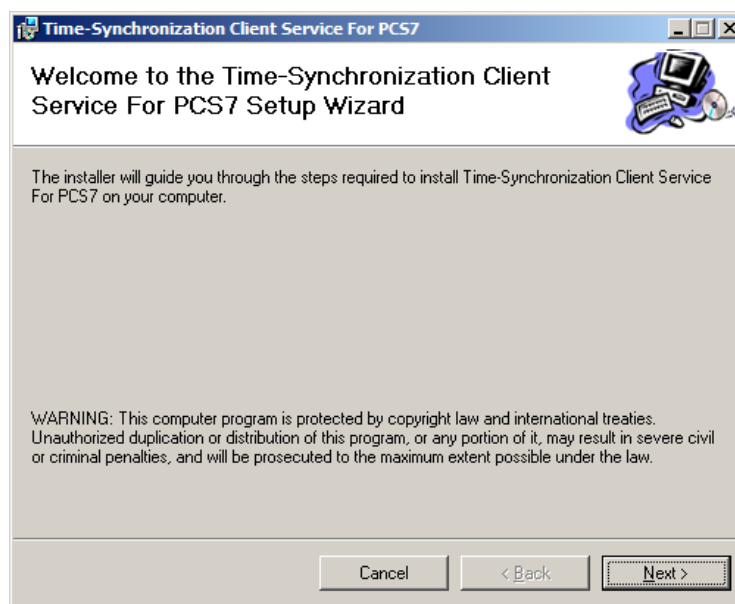 Time-Synchronization Client Service For PCS7
Welcome to the Time-Synchronization Client
Service For PCS7 Setup Wizard
The installer will guide you through the steps required to install Time-Synchronization Client Service
For PCS7 on your computer.
WARNING: This computer program is protected by copyright law and international treaties.
Unauthorized duplication or distribution of this program, or any portion of it, may result in severe civil
or criminal penalties, and will be prosecuted to the maximum extent possible under the law.
Cancel
< Back
Next >